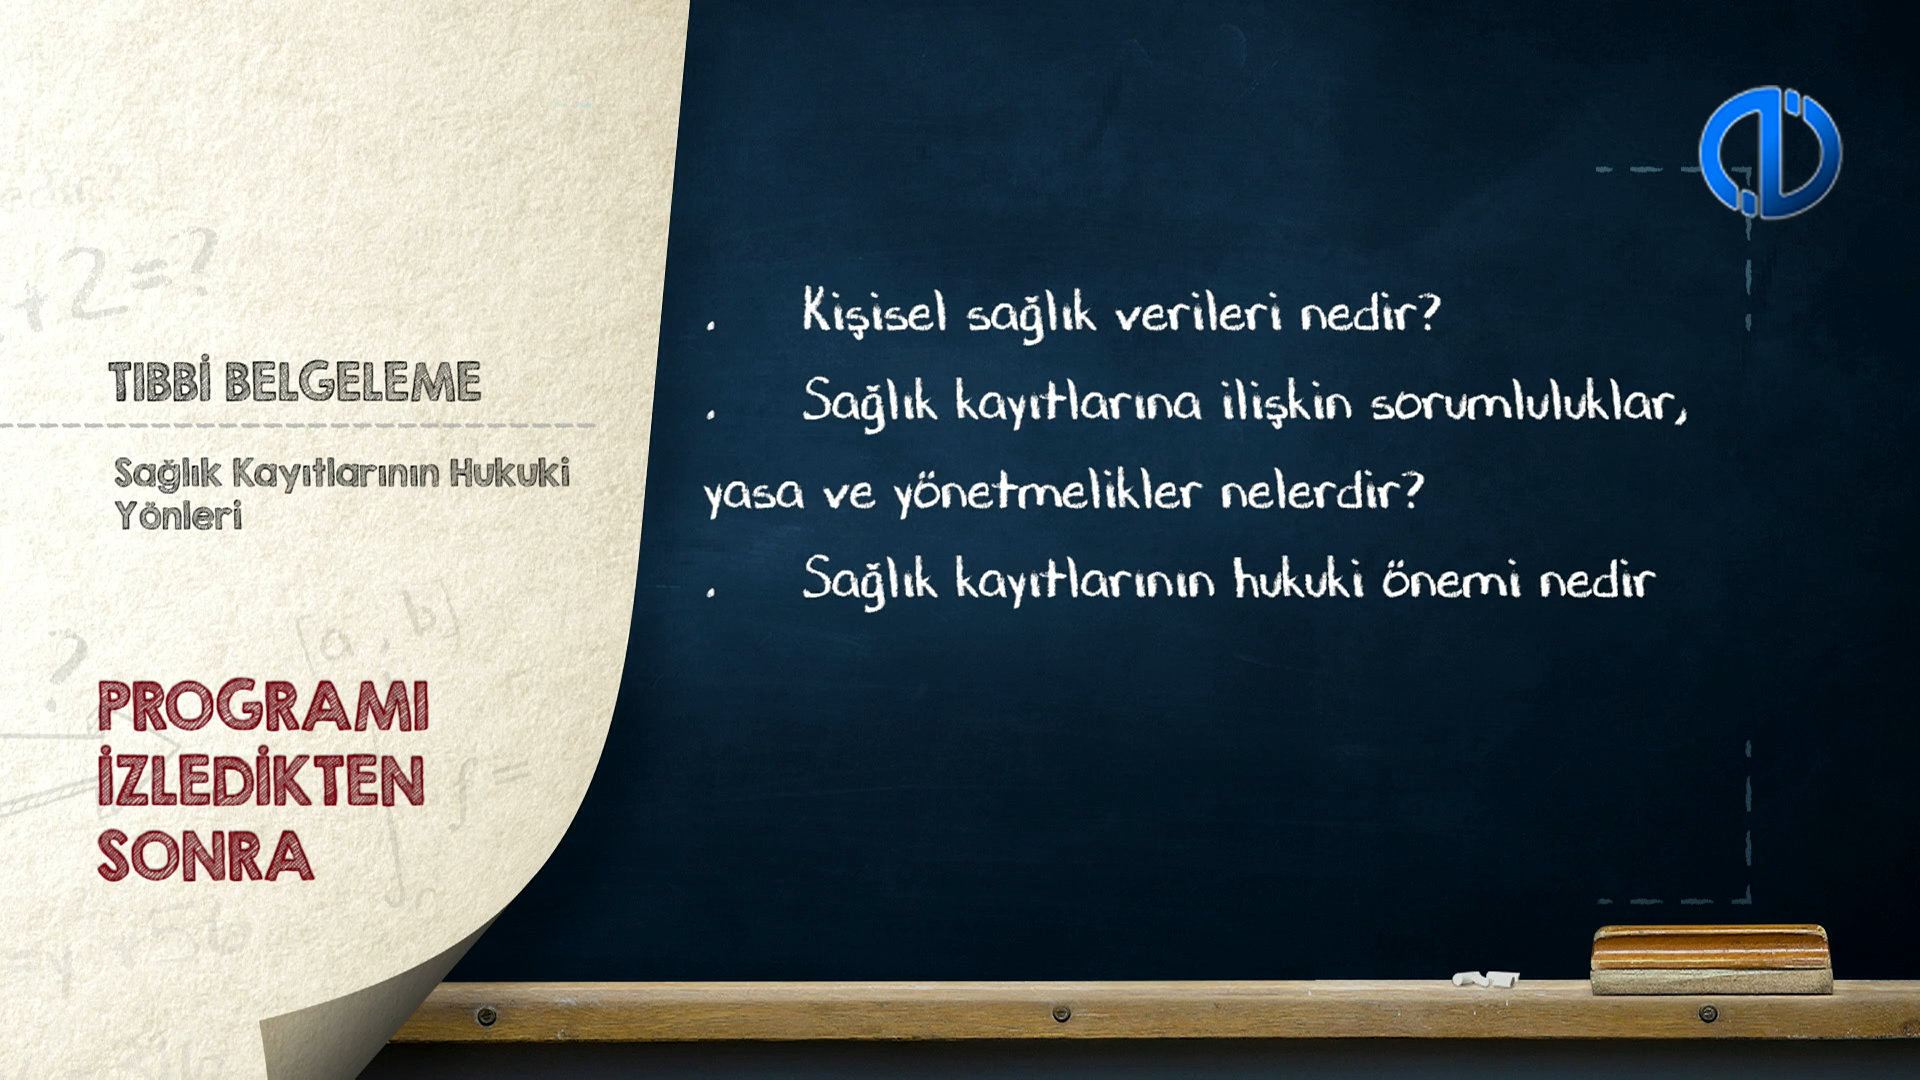 TIBBİ BELGELEME
Sağlık Kayıtlarının Hukuki
Yönleri
PROGRAMI
İZLEDİKTEN
SONRA
. Kişisel sağlık verileri nedir?
. Sağlık kayıtlarına ilişkin sorumluluklar,
yasa ve yönetmelikler nelerdir?
. Sağlık kayıtlarının hukuki önemi nedir
+2=?
?
[a, b]
∫=